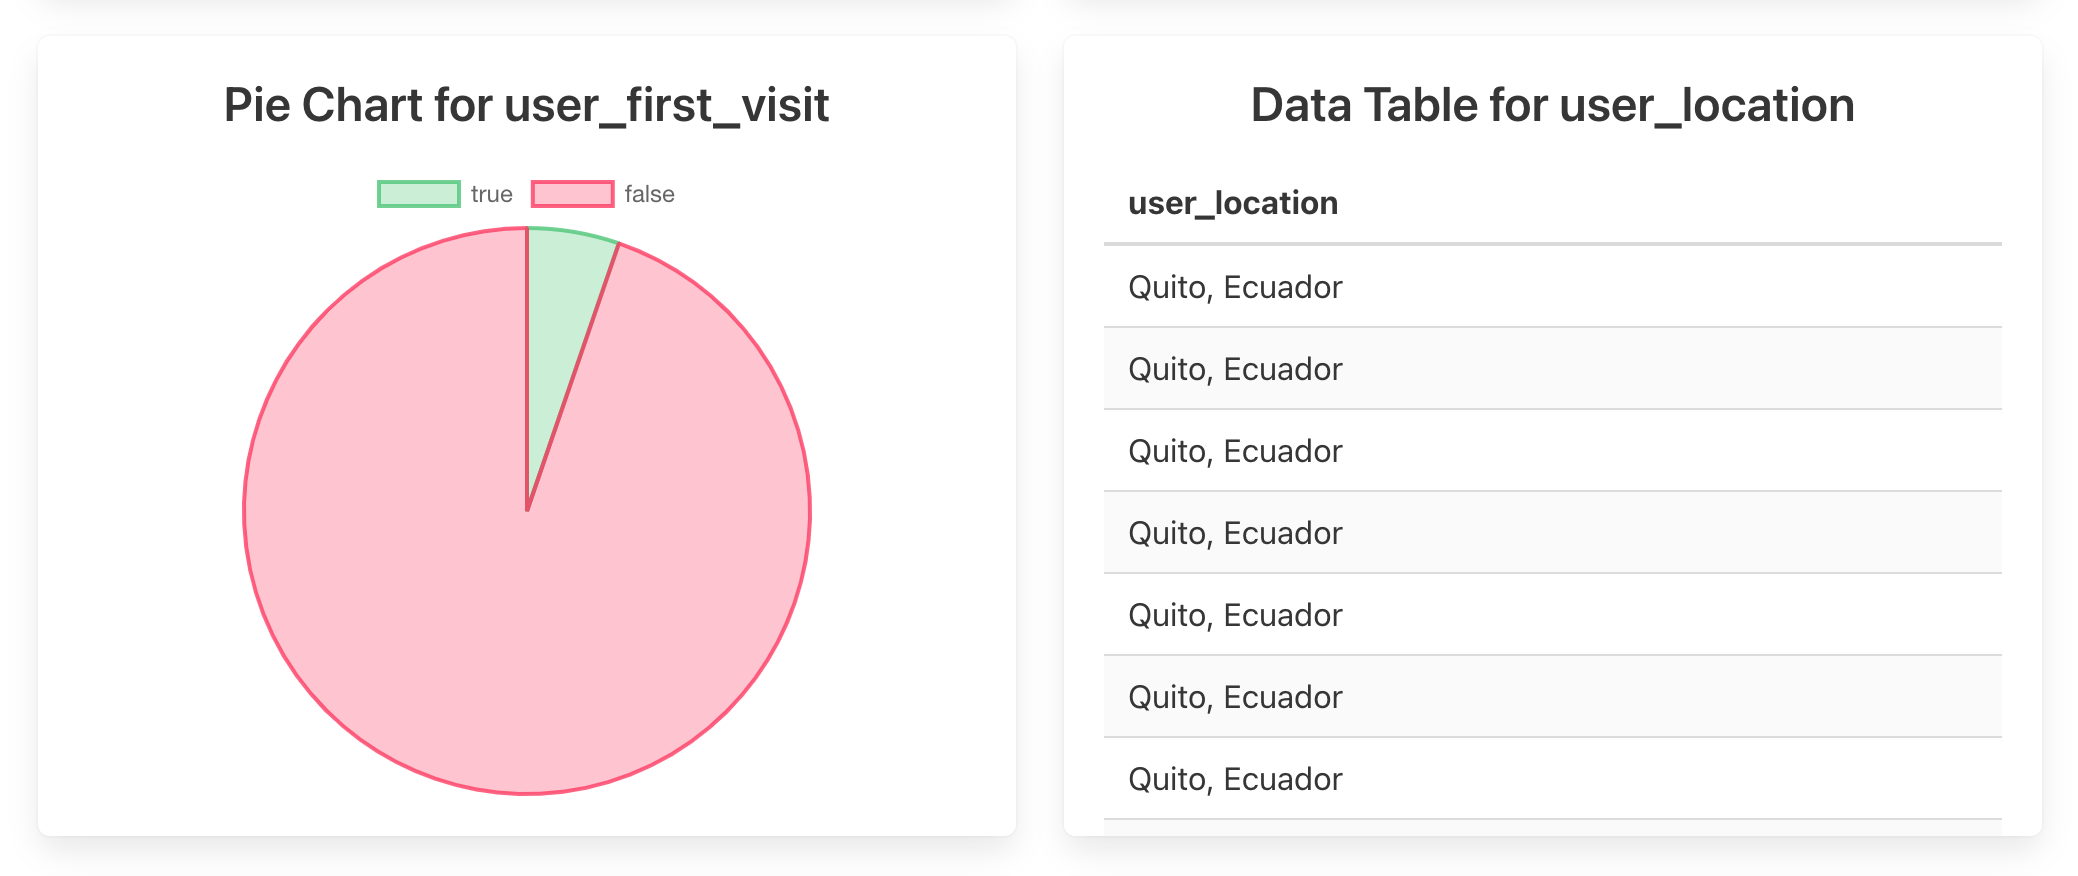 Pie Chart for user_first_visit
true
false
Data Table for user_location
user_location
Quito, Ecuador
Quito, Ecuador
Quito, Ecuador
Quito, Ecuador
Quito, Ecuador
Quito, Ecuador
Quito, Ecuador